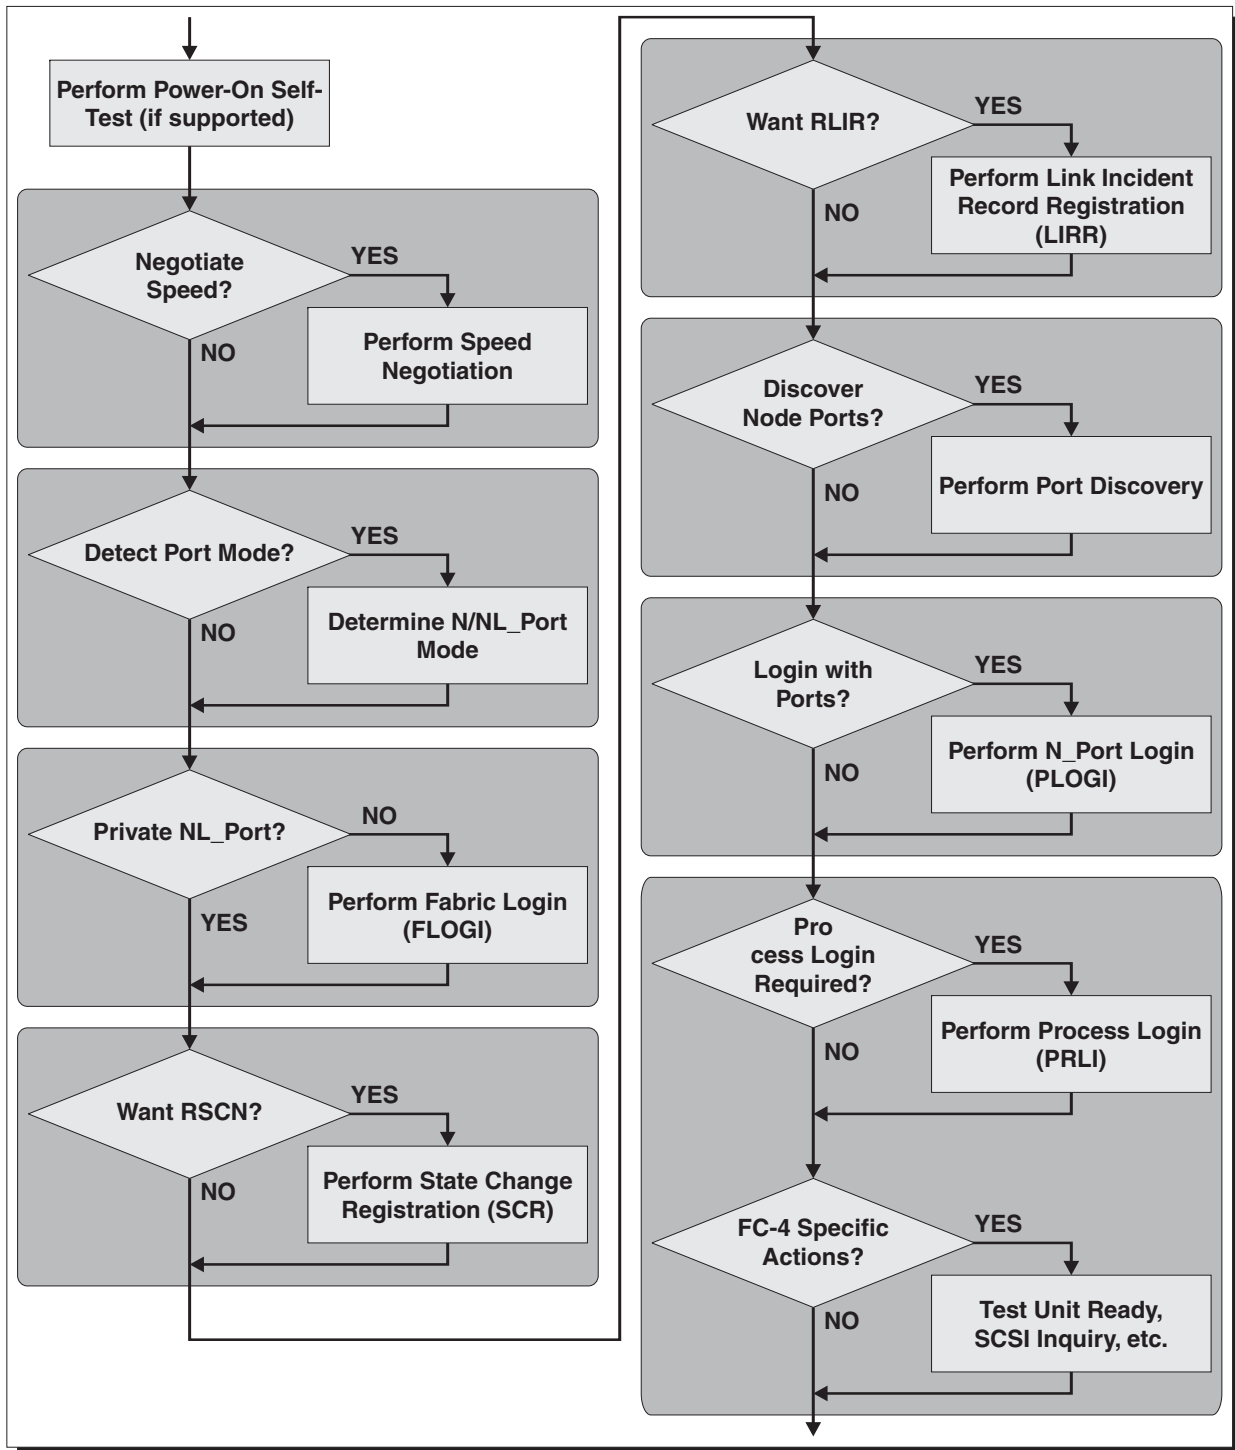 Perform Power-On Self-
Test (if supported)
Negotiate
Speed?
YES
NO
Perform Speed
Negotiation
Detect Port Mode?
YES
NO
Determine N/NL_Port
Mode
Private NL_Port?
NO
YES
Perform Fabric Login
(FLOGI)
Want RSCN?
YES
NO
Perform State Change
Registration (SCR)
Want RLIR?
YES
NO
Perform Link Incident
Record Registration
(LIRR)
Discover
Node Ports?
YES
NO
Perform Port Discovery
Login with
Ports?
YES
NO
Perform N_Port Login
(PLOGI)
Pro
cess Login
Required?
YES
NO
Perform Process Login
(PRLI)
FC-4 Specific
Actions?
YES
NO
Test Unit Ready,
SCSI Inquiry, etc.